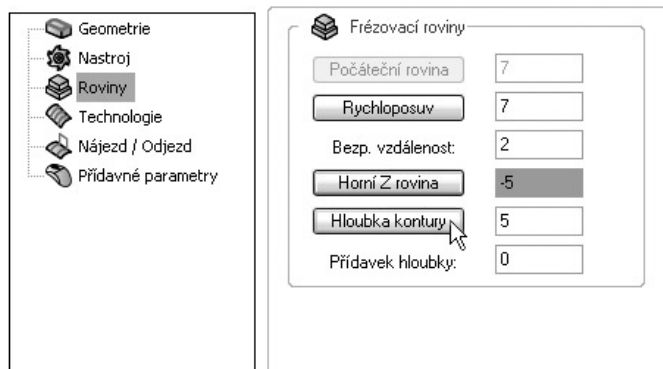 Geometrie
Nastroj
Roviny
Technologie
Nájezd / Odjezd
Přídavné parametry
Frézovací roviny
Počáteční rovina 7
Rychloposuv 7
Bezp. vzdálenost: 2
Horní Z rovina -5
Hloubka kontury 5
Přídavek hloubky: 0